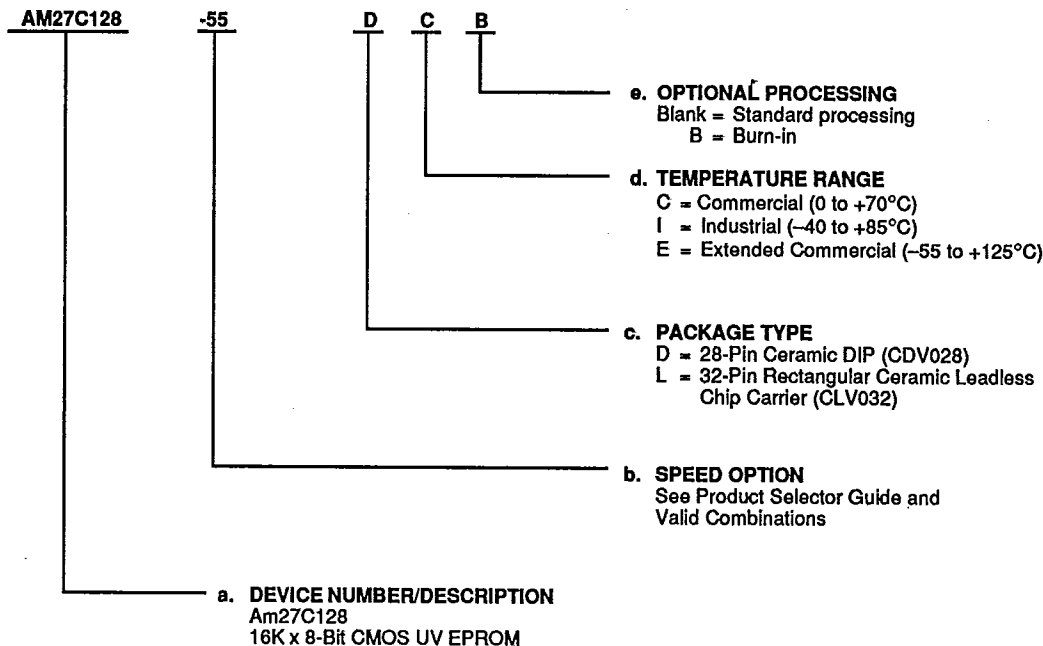 AM27C128 -55 D C B
e. OPTIONAL PROCESSING
Blank = Standard processing
B = Burn-in
d. TEMPERATURE RANGE
C = Commercial (0 to +70°C)
I = Industrial (–40 to +85°C)
E = Extended Commercial (–55 to +125°C)
c. PACKAGE TYPE
D = 28-Pin Ceramic DIP (CDV028)
L = 32-Pin Rectangular Ceramic Leadless
Chip Carrier (CLV032)
b. SPEED OPTION
See Product Selector Guide and
Valid Combinations
a. DEVICE NUMBER/DESCRIPTION
Am27C128
16K x 8-Bit CMOS UV EPROM